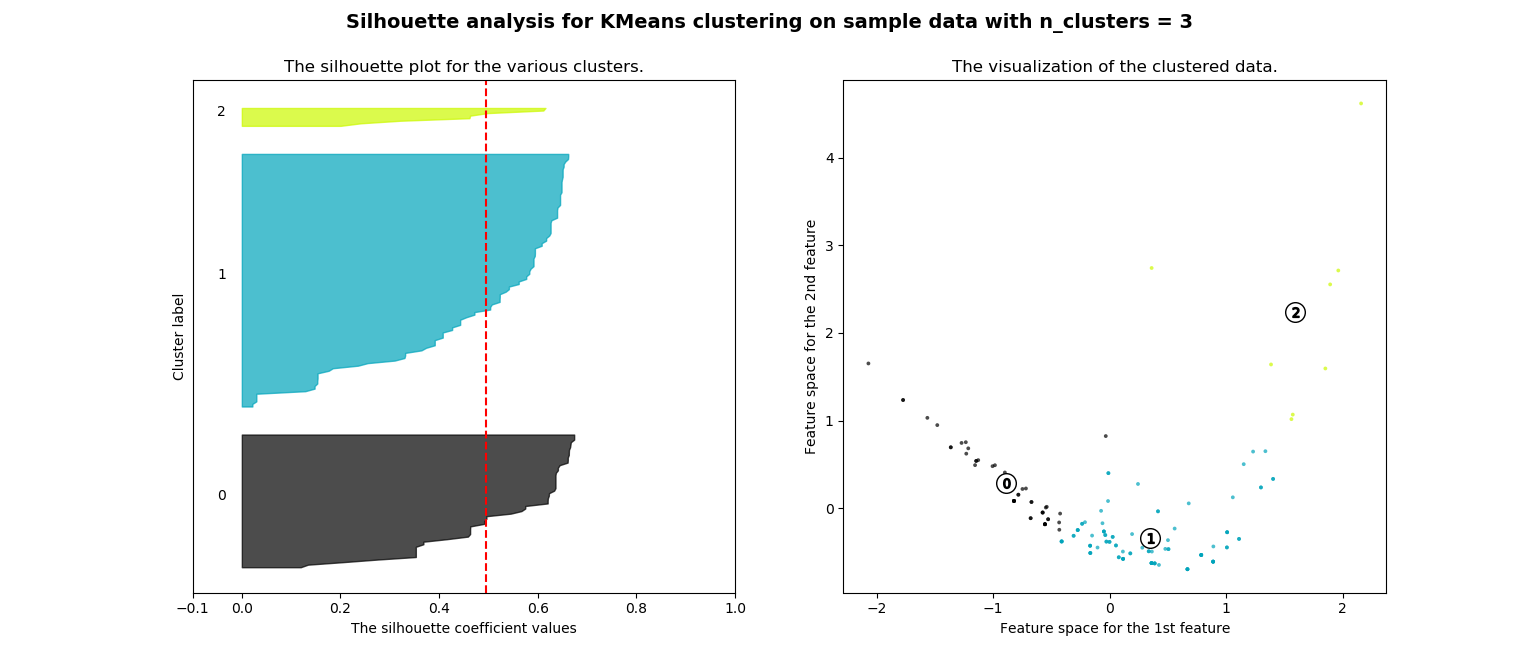 Silhouette analysis for KMeans clustering on sample data with n_clusters = 3
The silhouette plot for the various clusters.
2
1
0
Cluster label
−0.1 0.0 0.2 0.4 0.6 0.8 1.0
The silhouette coefficient values
The visualization of the clustered data.
4
3
2
1
0
Feature space for the 2nd feature
2
0
1
−2 −1 0 1 2
Feature space for the 1st feature